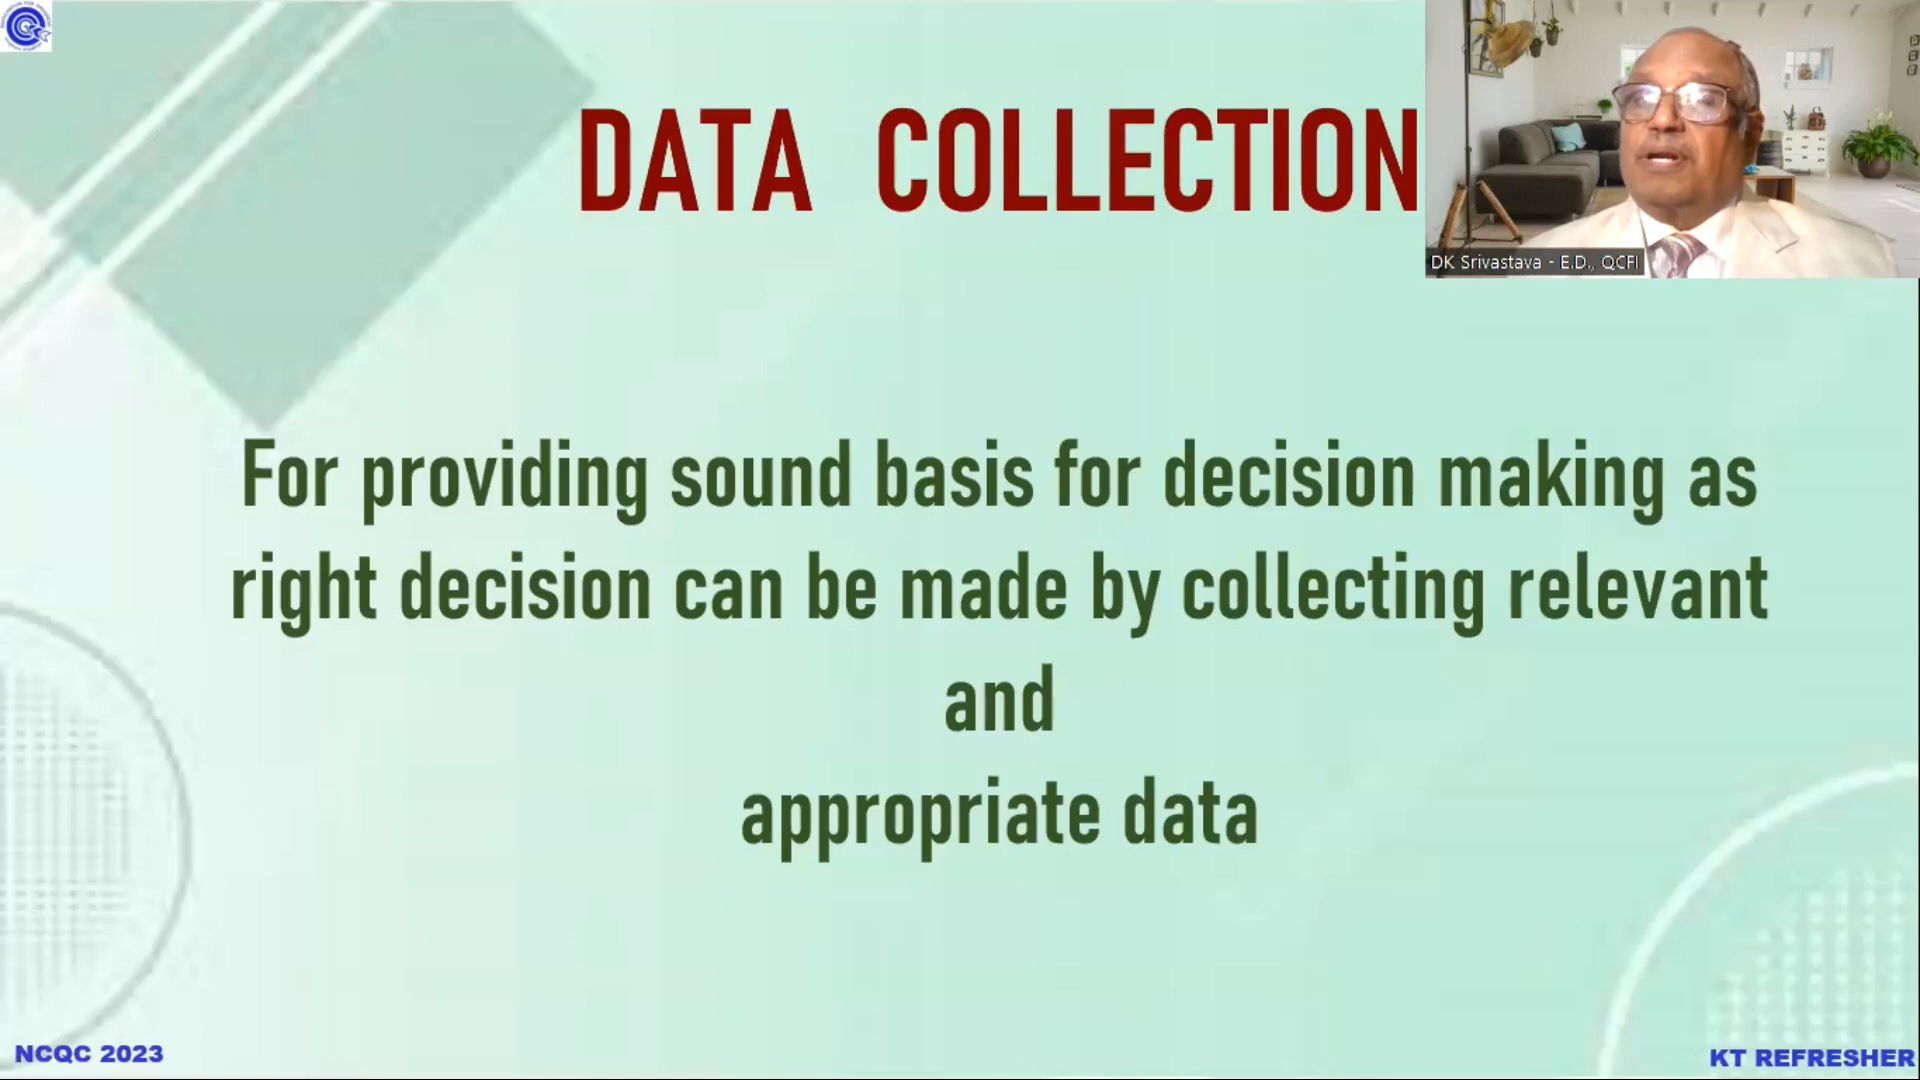 DATA COLLECTION
DK Srivastava - E.D., QCFI
For providing sound basis for decision making as
right decision can be made by collecting relevant
and
appropriate data
NCQC 2023
KT REFRESHER